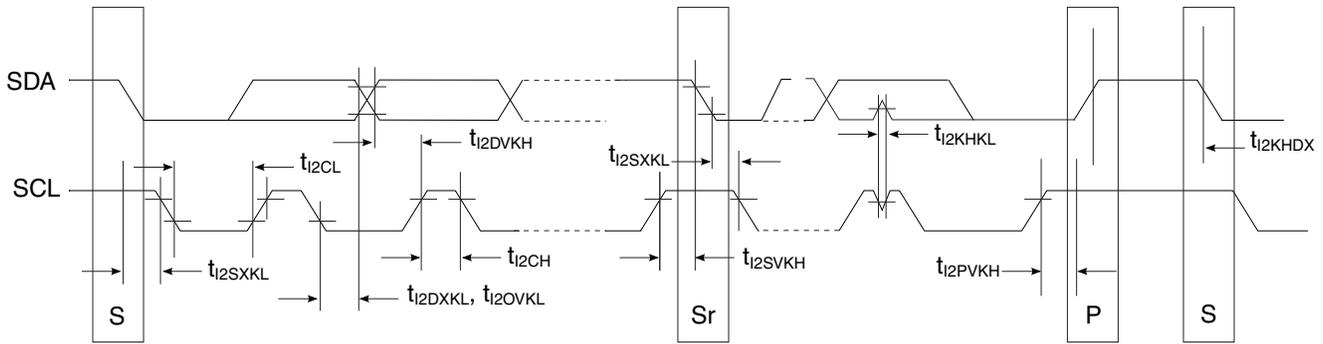 SDA
tI2DVKH
tI2SXKL
tI2KHKL
tI2KHDX
tI2CL
SCL
tI2SXKL
tI2CH
tI2SVKH
tI2PVKH
tI2DXKL, tI2OVKL
S
Sr
P
S